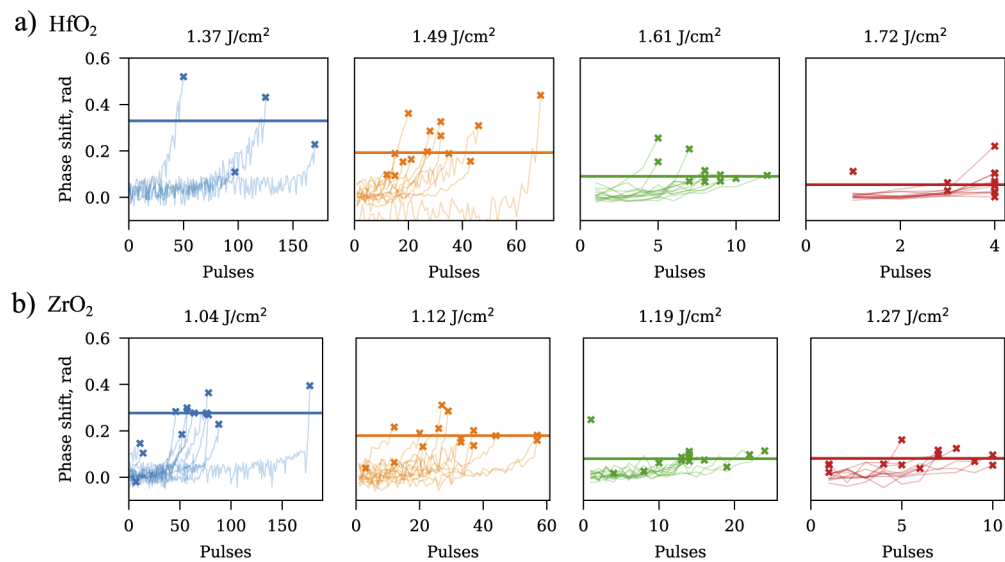 a) HfO₂
1.37 J/cm² 1.49 J/cm² 1.61 J/cm² 1.72 J/cm²
Phase shift, rad
0.6
0.4
0.2
0.0
0 50 100 150 0 20 40 60 0 5 10 0 2 4
Pulses Pulses Pulses Pulses
b) ZrO₂
1.04 J/cm² 1.12 J/cm² 1.19 J/cm² 1.27 J/cm²
Phase shift, rad
0.6
0.4
0.2
0.0
0 50 100 150 0 20 40 60 0 10 20 0 5 10
Pulses Pulses Pulses Pulses